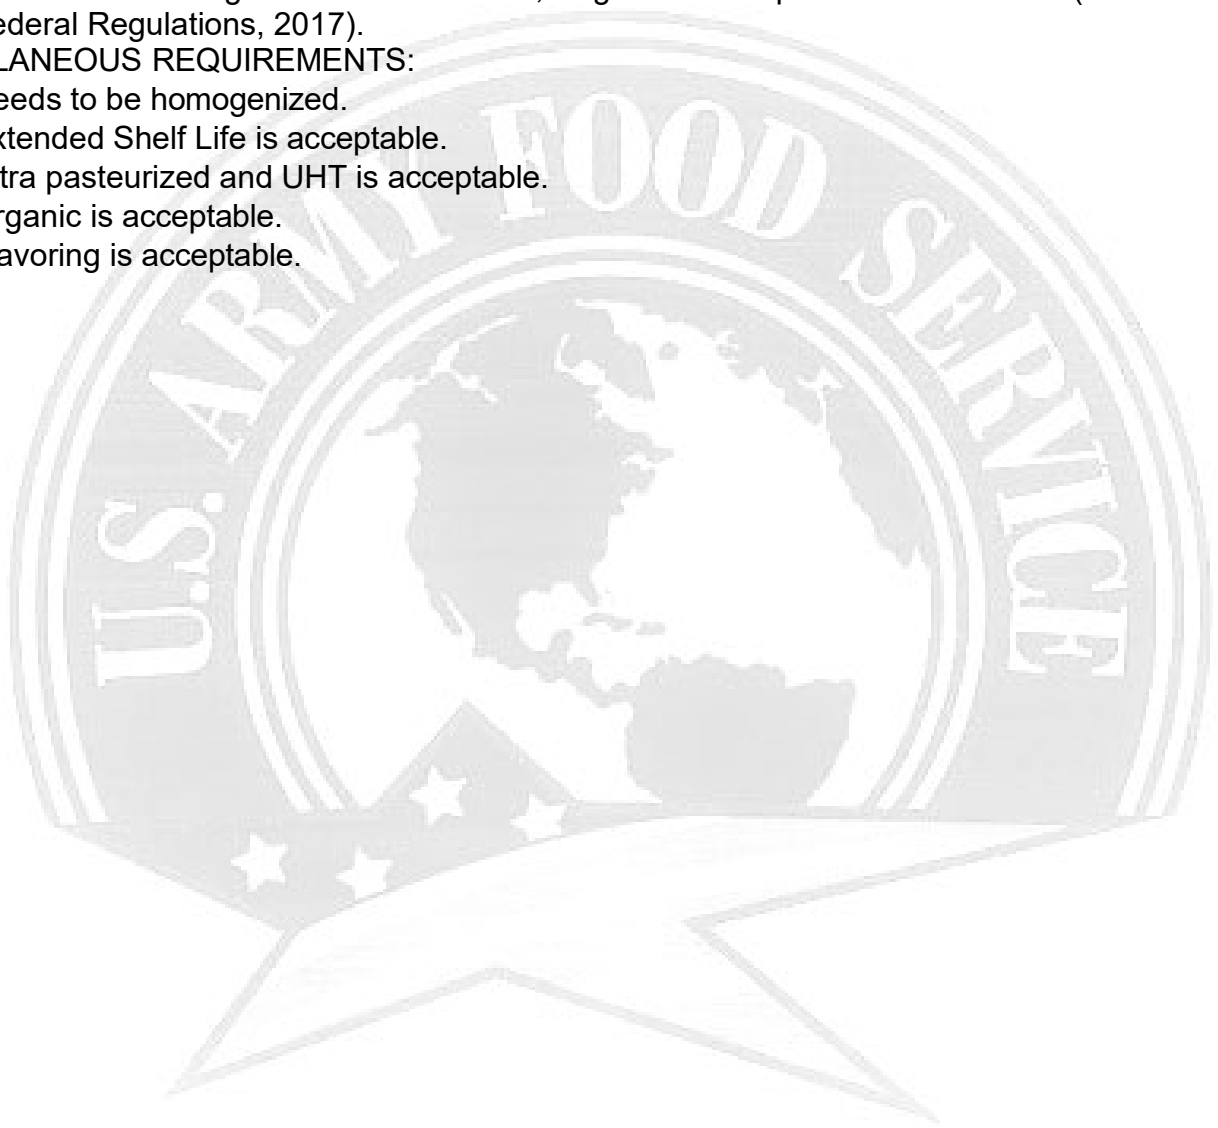 ederal Regulations, 2017).
LANEOUS REQUIREMENTS:
eeds to be homogenized.
xtended Shelf Life is acceptable.
tra pasteurized and UHT is acceptable.
rganic is acceptable.
avoring is acceptable.
U.S. ARMY FOOD SERVICE